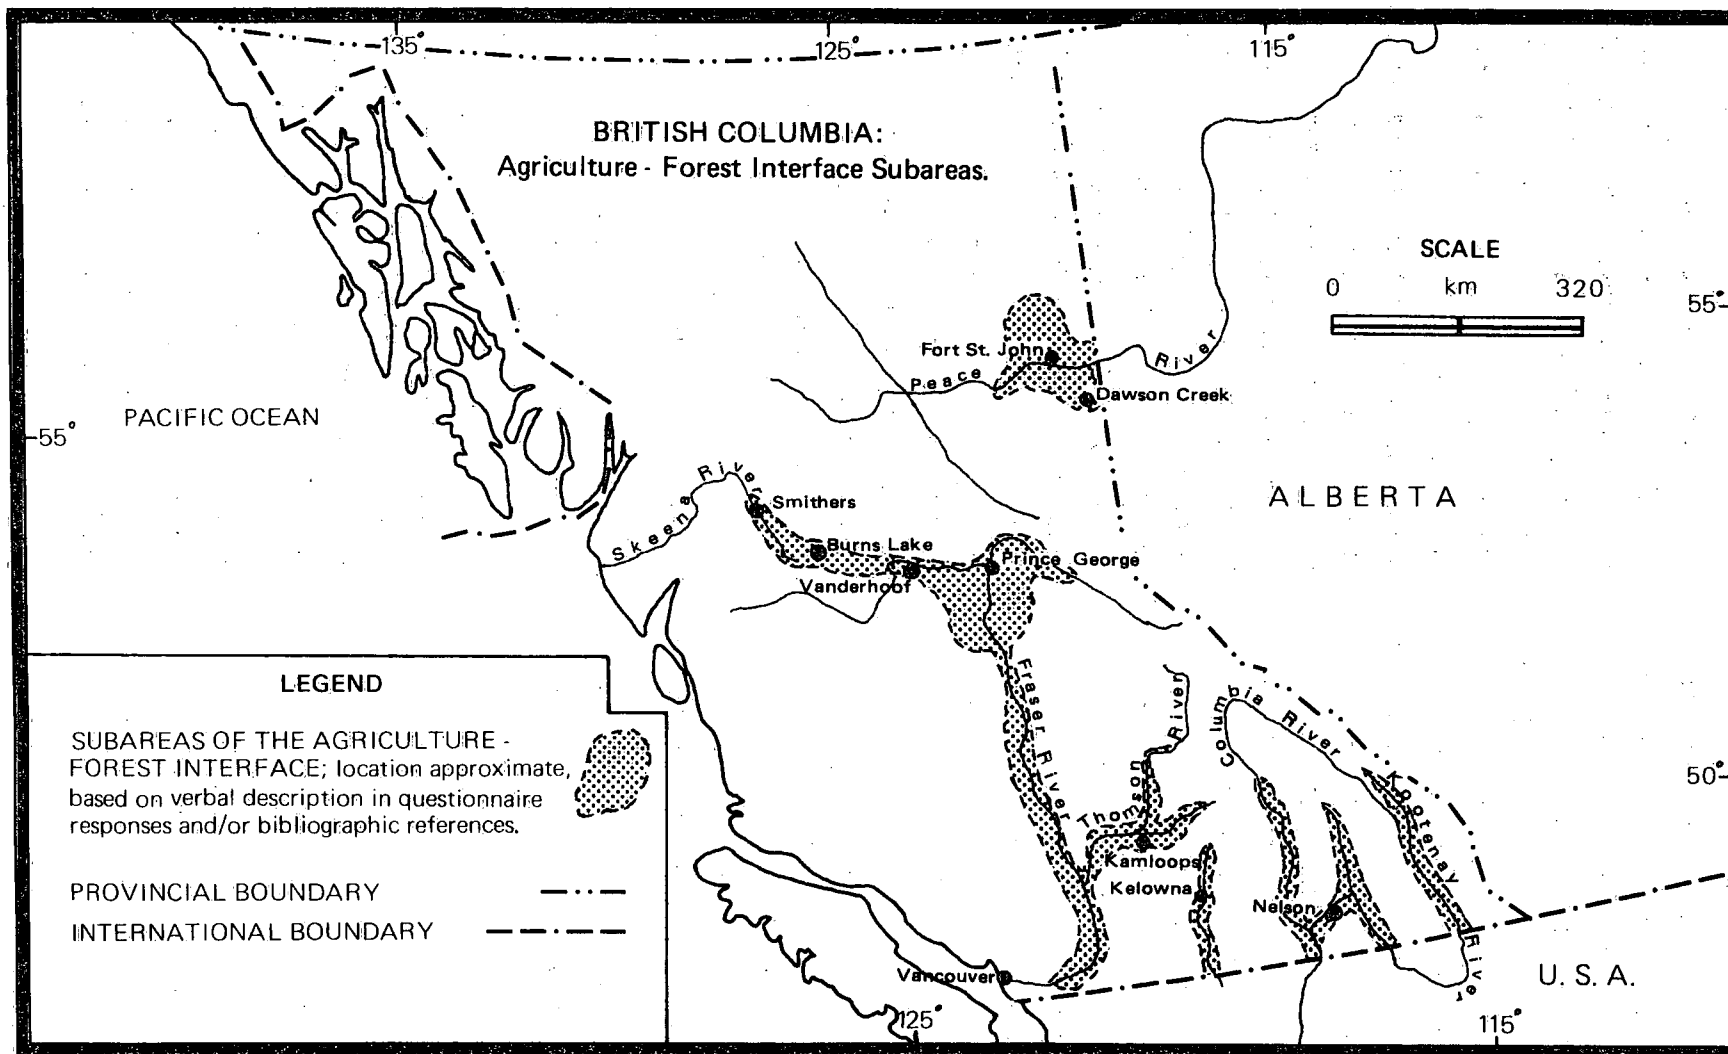 135°
125°
115°
BRITISH COLUMBIA:
Agriculture - Forest Interface Subareas.
SCALE
0 km 320
55°
Fort St. John
Peace River
Dawson Creek
PACIFIC OCEAN
55°
ALBERTA
Skeena River
Smithers
Burns Lake
Prince George
Vanderhoof
LEGEND
SUBAREAS OF THE AGRICULTURE -
FOREST INTERFACE; location approximate,
based on verbal description in questionnaire
responses and/or bibliographic references.
PROVINCIAL BOUNDARY
INTERNATIONAL BOUNDARY
Fraser River
Thomson River
Columbia River
Kootenay River
50°
Kamloops
Kelowna
Nelson
Vancouver
U.S.A.
125°
115°